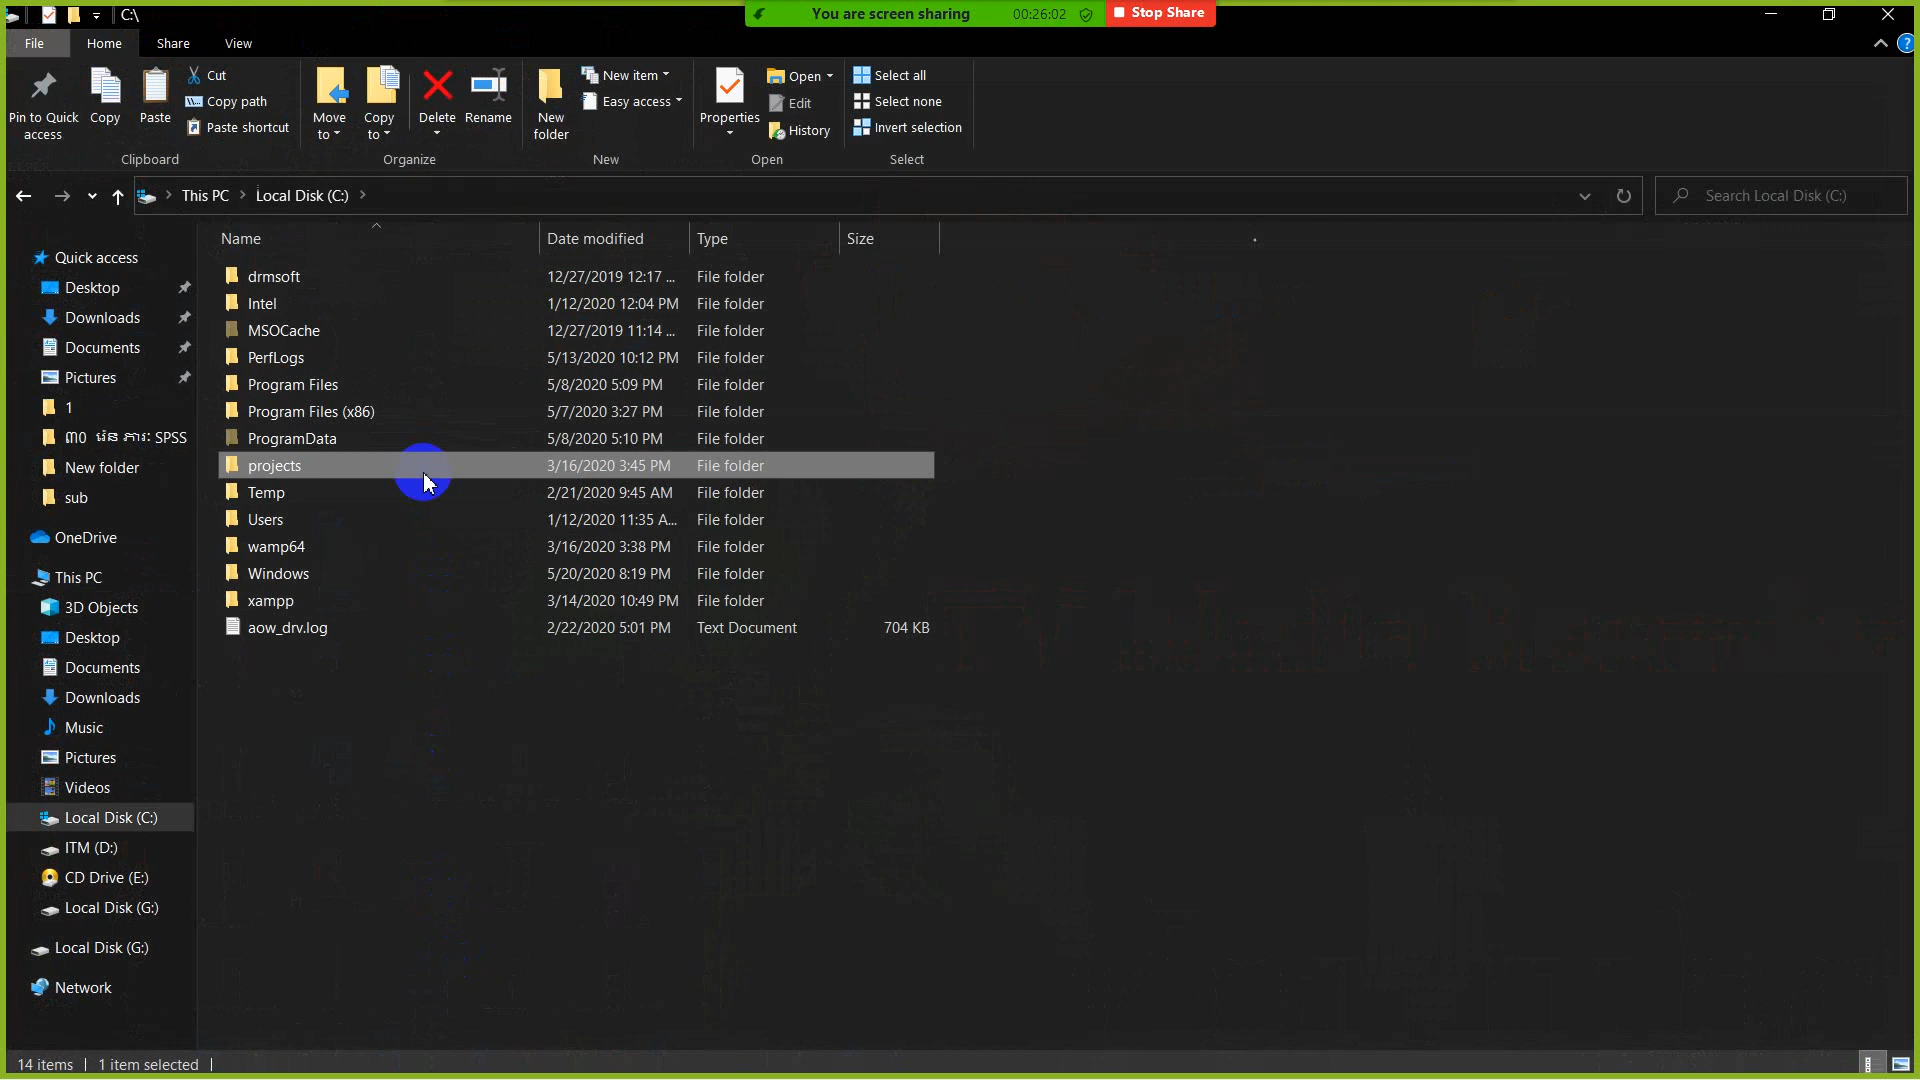 C:\
You are screen sharing 00:26:02 Stop Share
File Home Share View
Pin to Quick access
Copy
Paste
Cut
Copy path
Paste shortcut
Clipboard
Move to
Copy to
Delete
Rename
Organize
New folder
New item
Easy access
New
Properties
Open
Edit
History
Open
Select all
Select none
Invert selection
Select
This PC Local Disk (C:)
Search Local Disk (C:)
Name Date modified Type Size
drmsoft 12/27/2019 12:17 ... File folder
Intel 1/12/2020 12:04 PM File folder
MSOCache 12/27/2019 11:14 ... File folder
PerfLogs 5/13/2020 10:12 PM File folder
Program Files 5/8/2020 5:09 PM File folder
Program Files (x86) 5/7/2020 3:27 PM File folder
ProgramData 5/8/2020 5:10 PM File folder
projects 3/16/2020 3:45 PM File folder
Temp 2/21/2020 9:45 AM File folder
Users 1/12/2020 11:35 A... File folder
wamp64 3/16/2020 3:38 PM File folder
Windows 5/20/2020 8:19 PM File folder
xampp 3/14/2020 10:49 PM File folder
aow_drv.log 2/22/2020 5:01 PM Text Document 704 KB
Quick access
Desktop
Downloads
Documents
Pictures
1
SPSS
New folder
sub
OneDrive
This PC
3D Objects
Desktop
Documents
Downloads
Music
Pictures
Videos
Local Disk (C:)
ITM (D:)
CD Drive (E:)
Local Disk (G:)
Local Disk (G:)
Network
14 items 1 item selected